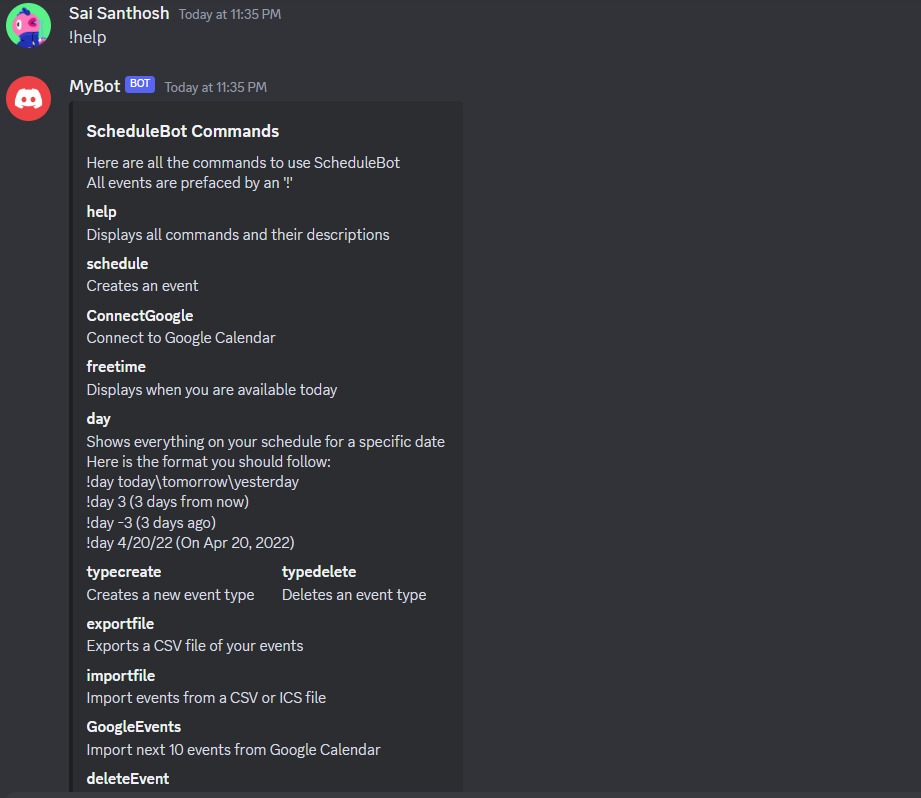 Sai Santhosh Today at 11:35 PM
!help
MyBot BOT Today at 11:35 PM
ScheduleBot Commands
Here are all the commands to use ScheduleBot
All events are prefaced by an '!'
help
Displays all commands and their descriptions
schedule
Creates an event
ConnectGoogle
Connect to Google Calendar
freetime
Displays when you are available today
day
Shows everything on your schedule for a specific date
Here is the format you should follow:
!day today\tomorrow\yesterday
!day 3 (3 days from now)
!day -3 (3 days ago)
!day 4/20/22 (On Apr 20, 2022)
typecreate typedelete
Creates a new event type Deletes an event type
exportfile
Exports a CSV file of your events
importfile
Import events from a CSV or ICS file
GoogleEvents
Import next 10 events from Google Calendar
deleteEvent